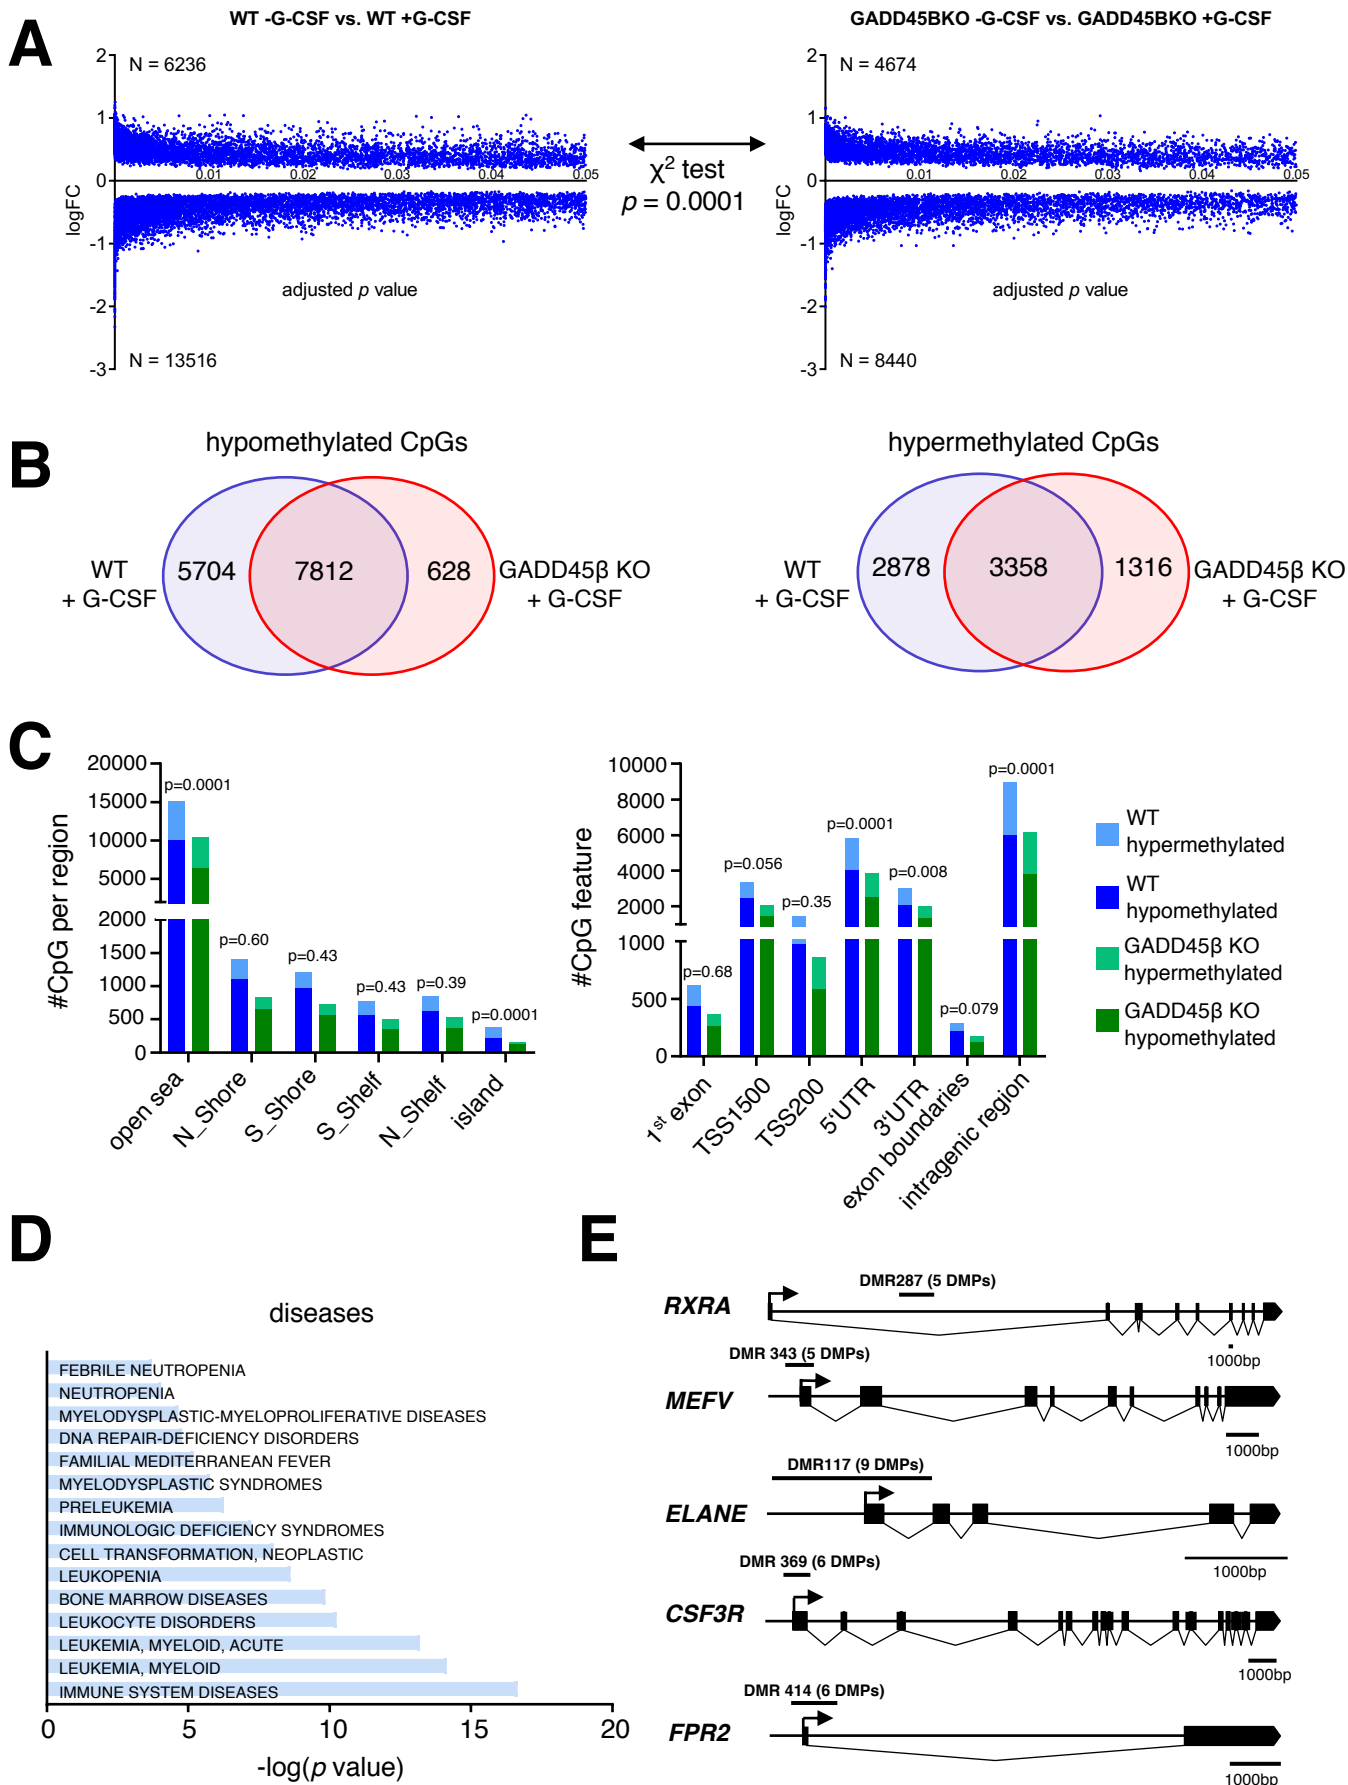 A
WT -G-CSF vs. WT +G-CSF
GADD45BKO -G-CSF vs. GADD45BKO +G-CSF
2
N = 6236
1
0
-1
-2
-3
logFC
0.01
0.02
0.03
0.04
0.05
adjusted p value
N = 13516
χ² test
p = 0.0001
2
N = 4674
1
0
-1
-2
-3
logFC
0.01
0.02
0.03
0.04
0.05
adjusted p value
N = 8440
B
hypomethylated CpGs
WT
+ G-CSF
5704
7812
628
GADD45β KO
+ G-CSF
hypermethylated CpGs
WT
+ G-CSF
2878
3358
1316
GADD45β KO
+ G-CSF
C
#CpG per region
20000
15000
10000
5000
2000
1500
1000
500
0
p=0.0001
p=0.60
p=0.43
p=0.43
p=0.39
p=0.0001
open sea
N_Shore
S_Shore
S_Shelf
N_Shelf
island
#CpG feature
10000
8000
6000
4000
2000
1000
500
0
p=0.68
p=0.056
p=0.35
p=0.0001
p=0.008
p=0.079
p=0.0001
1st exon
TSS1500
TSS200
5‘UTR
3‘UTR
exon boundaries
intragenic region
WT
hypermethylated
WT
hypomethylated
GADD45β KO
hypermethylated
GADD45β KO
hypomethylated
D
diseases
FEBRILE NEUTROPENIA
NEUTROPENIA
MYELODYSPLASTIC-MYELOPROLIFERATIVE DISEASES
DNA REPAIR-DEFICIENCY DISORDERS
FAMILIAL MEDITERRANEAN FEVER
MYELODYSPLASTIC SYNDROMES
PRELEUKEMIA
IMMUNOLOGIC DEFICIENCY SYNDROMES
CELL TRANSFORMATION, NEOPLASTIC
LEUKOPENIA
BONE MARROW DISEASES
LEUKOCYTE DISORDERS
LEUKEMIA, MYELOID, ACUTE
LEUKEMIA, MYELOID
IMMUNE SYSTEM DISEASES
0
5
10
15
20
-log(p value)
E
DMR287 (5 DMPs)
RXRA
1000bp
DMR 343 (5 DMPs)
MEFV
1000bp
DMR117 (9 DMPs)
ELANE
1000bp
DMR 369 (6 DMPs)
CSF3R
1000bp
DMR 414 (6 DMPs)
FPR2
1000bp